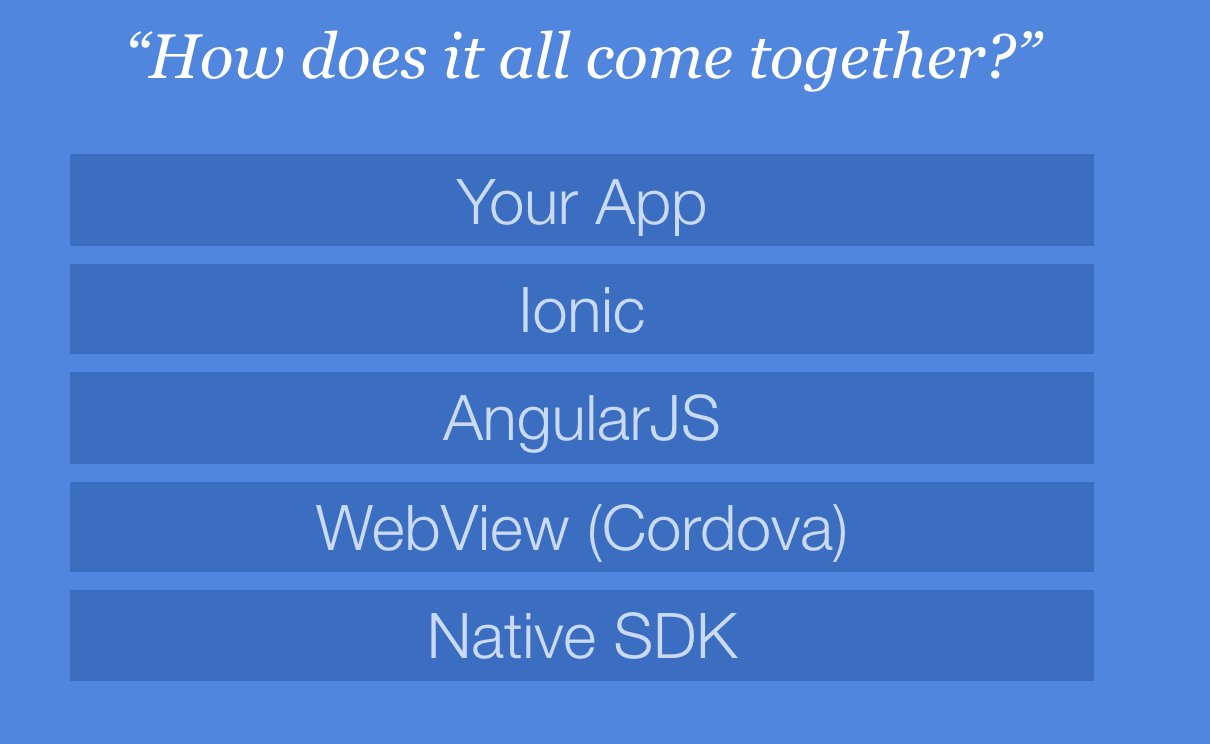 “How does it all come together?”
Your App
Ionic
AngularJS
WebView (Cordova)
Native SDK